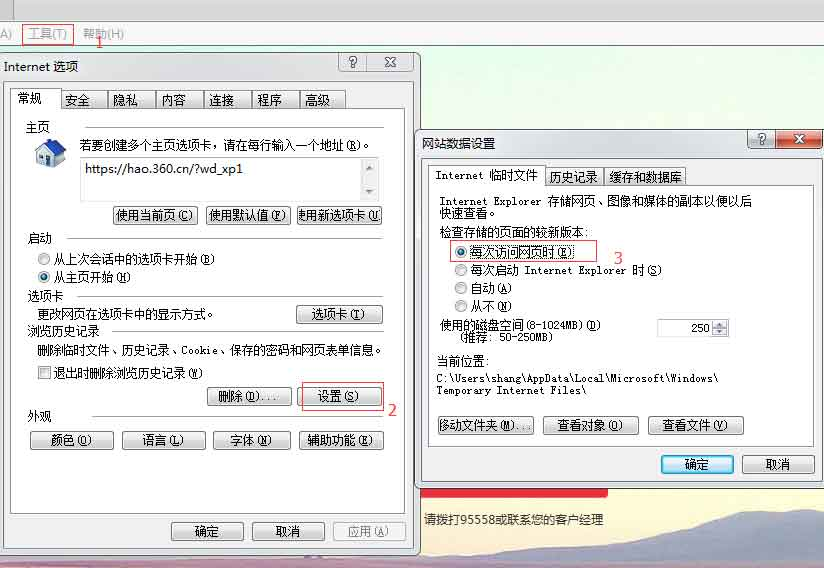 A)
工具(T)
帮助(H)
1
Internet 选项
常规
安全
隐私
内容
连接
程序
高级
主页
若要创建多个主页选项卡，请在每行输入一个地址(R)。
https://hao.360.cn/?wd_xp1
使用当前页(C)
使用默认值(F)
使用新选项卡(U)
启动
从上次会话中的选项卡开始(B)
从主页开始(H)
选项卡
更改网页在选项卡中的显示方式。
选项卡(T)
浏览历史记录
删除临时文件、历史记录、Cookie、保存的密码和网页表单信息。
退出时删除浏览历史记录(W)
删除(D)...
设置(S)
2
外观
颜色(O)
语言(L)
字体(N)
辅助功能(E)
确定
取消
应用(A)
网站数据设置
Internet 临时文件
历史记录
缓存和数据库
Internet Explorer 存储网页、图像和媒体的副本以便以后
快速查看。
检查存储的页面的较新版本:
每次访问网页时(E)
3
每次启动 Internet Explorer 时(S)
自动(A)
从不(N)
使用的磁盘空间(8-1024MB)(D)
(推荐: 50-250MB)
250
当前位置:
C:\Users\shang\AppData\Local\Microsoft\Windows\
Temporary Internet Files\
移动文件夹(M)...
查看对象(O)
查看文件(V)
确定
取消
请拨打95558或联系您的客户经理